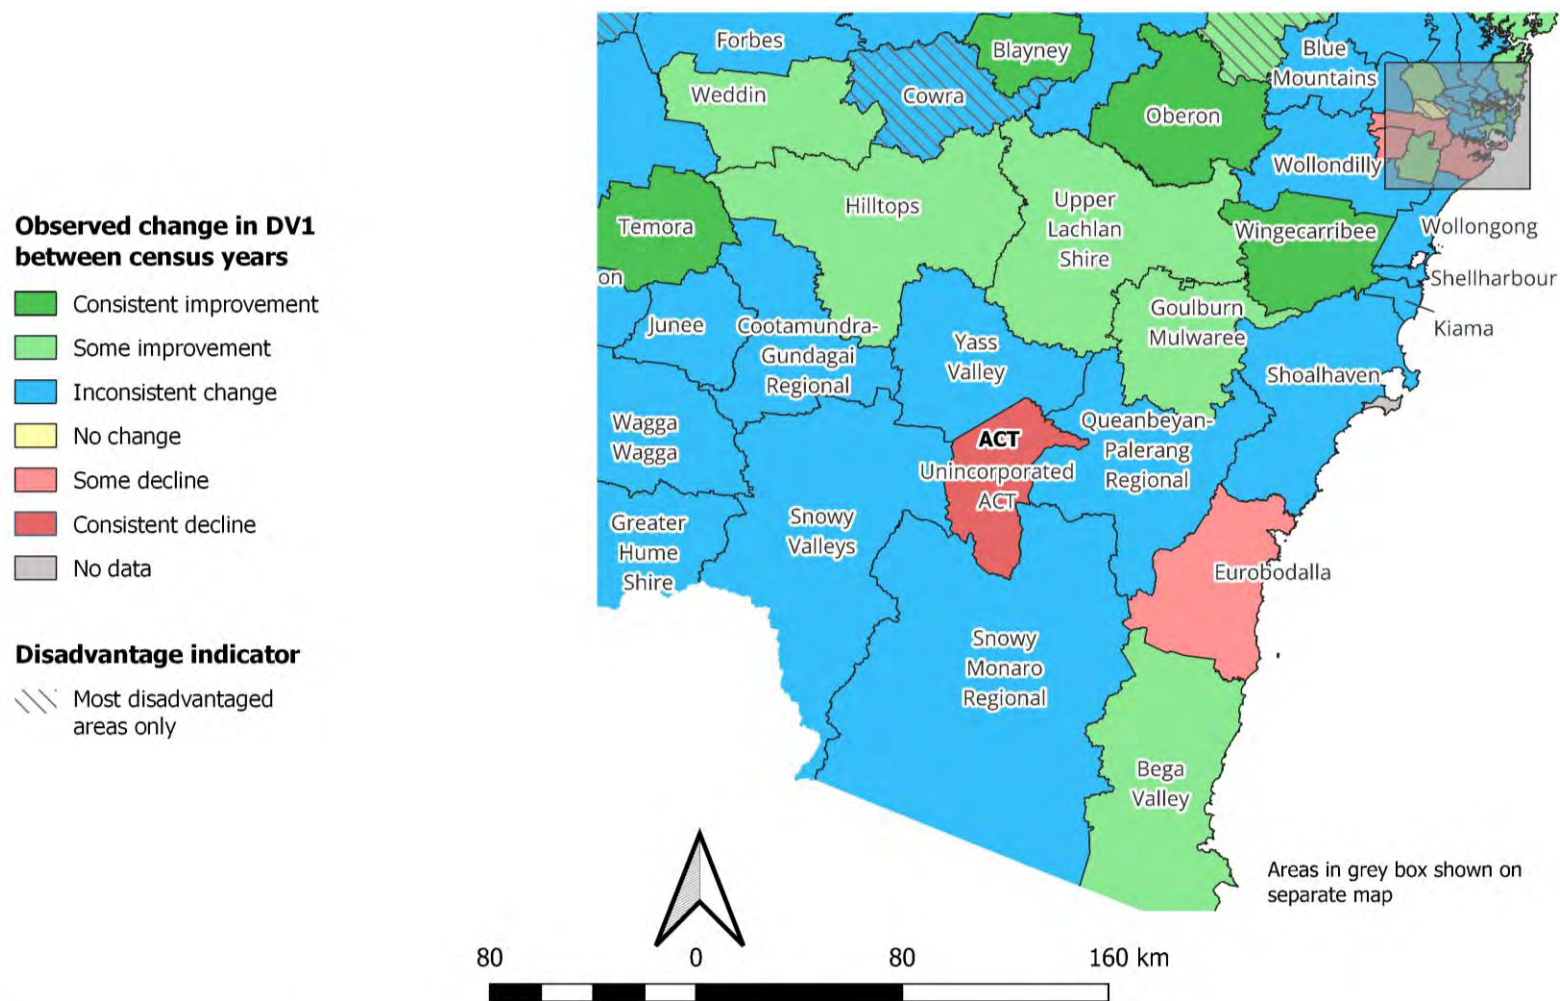 Observed change in DV1
between census years
Consistent improvement
Some improvement
Inconsistent change
No change
Some decline
Consistent decline
No data
Disadvantage indicator
Most disadvantaged
areas only
Forbes
Blayney
Blue
Mountains
Weddin
Cowra
Oberon
Wollondilly
Hilltops
Upper
Lachlan
Shire
Temora
Wingecarribee
Wollongong
on
Shellharbour
Junee
Cootamundra-
Gundagai
Regional
Goulburn
Mulwaree
Kiama
Yass
Valley
Shoalhaven
Wagga
Wagga
ACT
Unincorporated
ACT
Queanbeyan-
Palerang
Regional
Greater
Hume
Shire
Snowy
Valleys
Eurobodalla
Snowy
Monaro
Regional
Bega
Valley
Areas in grey box shown on
separate map
80 0 80 160 km